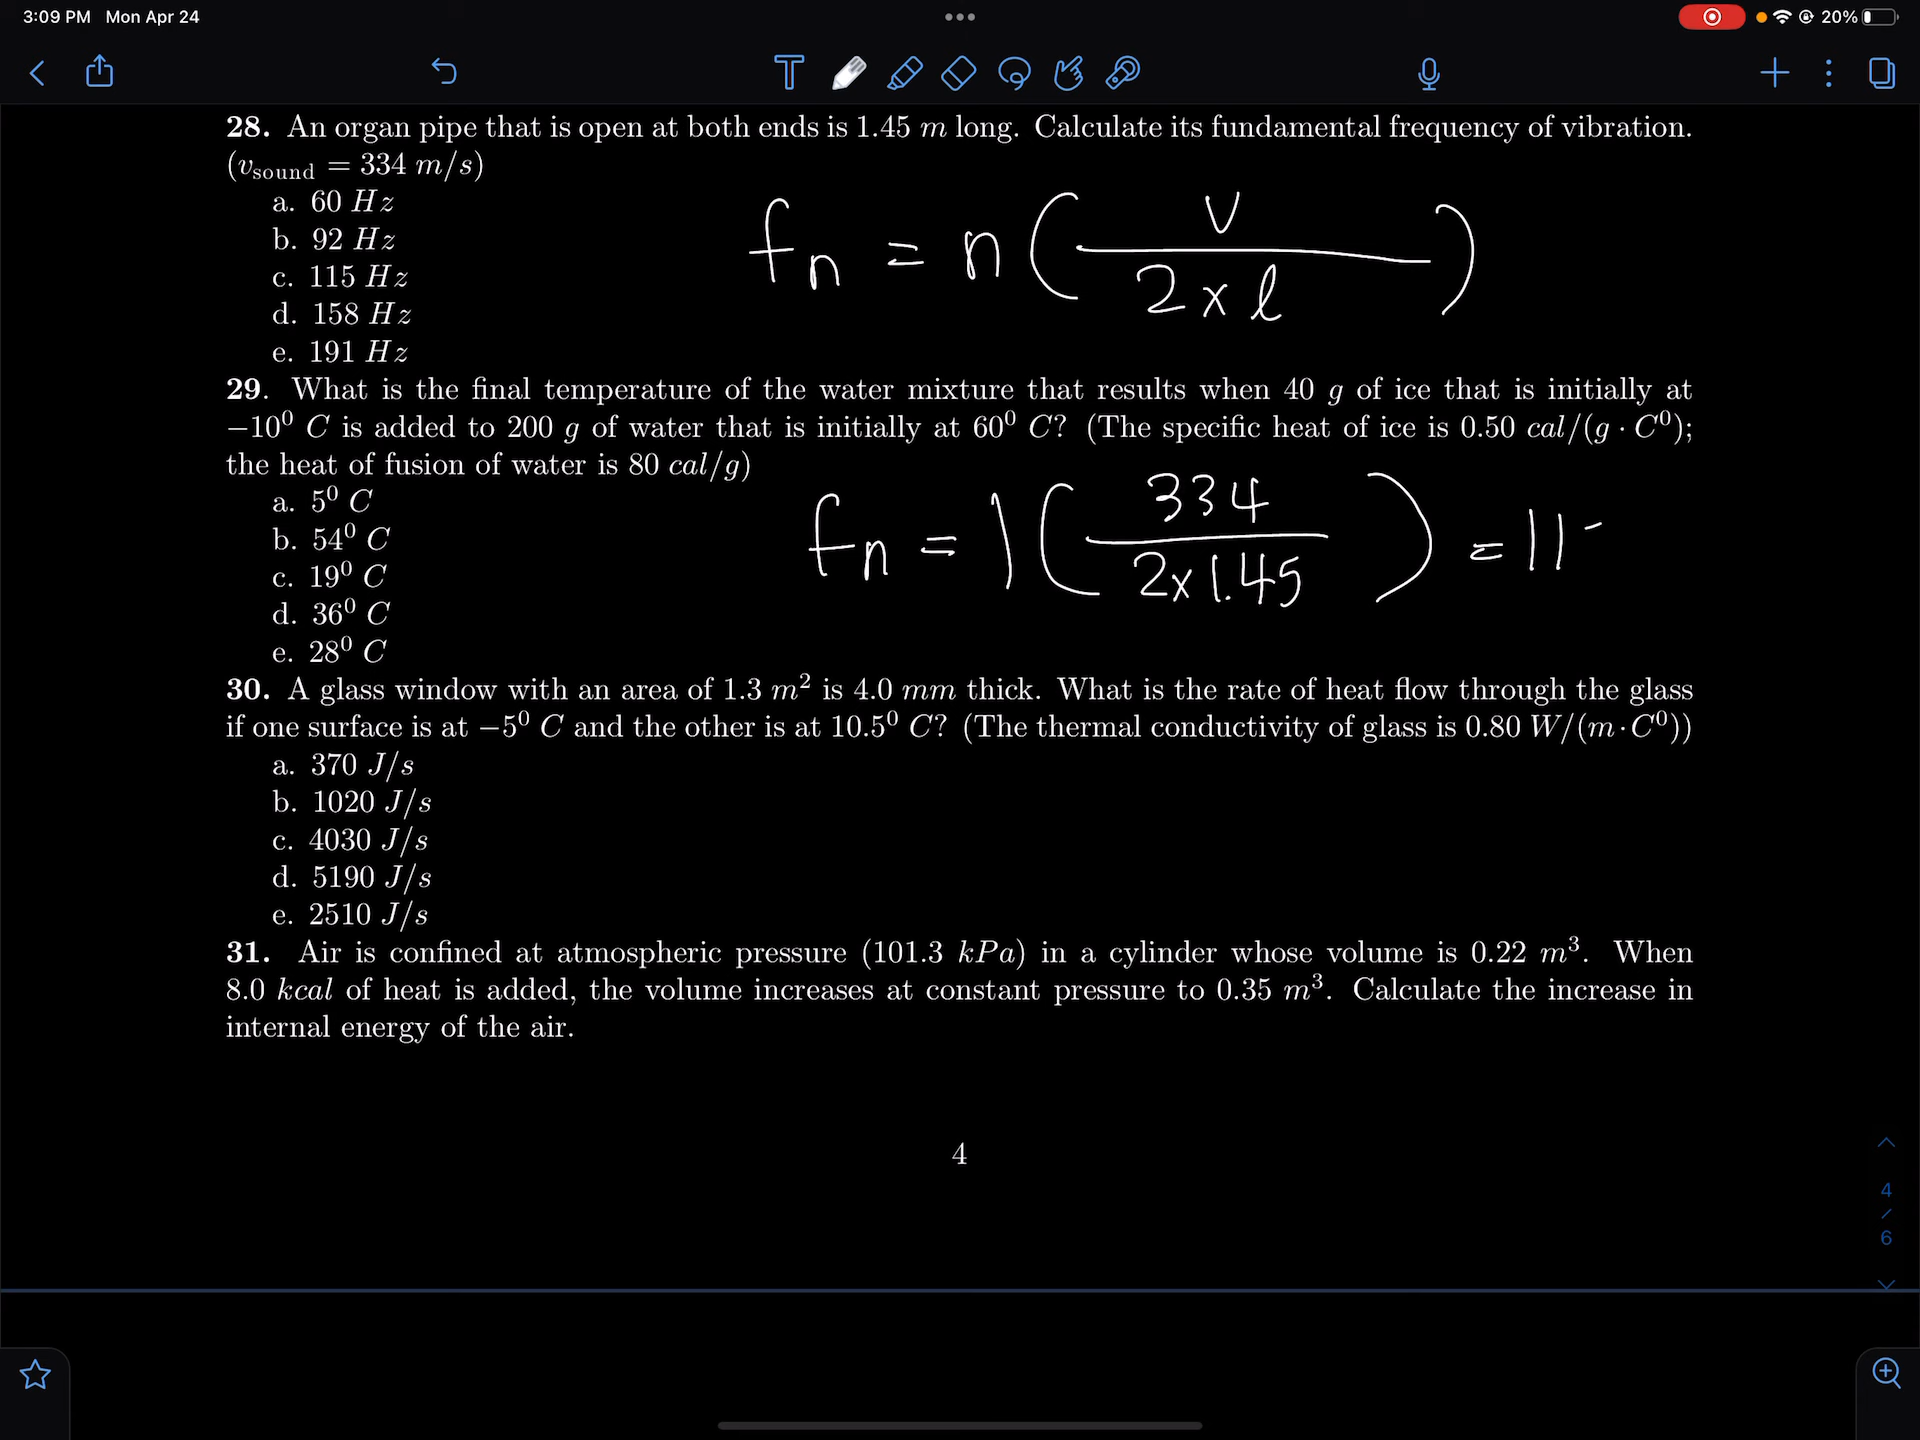 3:09 PM Mon Apr 24
20%
28. An organ pipe that is open at both ends is 1.45 m long. Calculate its fundamental frequency of vibration.
(v_sound = 334 m/s)
a. 60 Hz
b. 92 Hz
c. 115 Hz
d. 158 Hz
e. 191 Hz
fn = n ( v / 2 x l )
29. What is the final temperature of the water mixture that results when 40 g of ice that is initially at
−10⁰ C is added to 200 g of water that is initially at 60⁰ C? (The specific heat of ice is 0.50 cal/(g · C⁰);
the heat of fusion of water is 80 cal/g)
a. 5⁰ C
b. 54⁰ C
c. 19⁰ C
d. 36⁰ C
e. 28⁰ C
fn = 1 ( 334 / 2x1.45 ) = 11
30. A glass window with an area of 1.3 m² is 4.0 mm thick. What is the rate of heat flow through the glass
if one surface is at −5⁰ C and the other is at 10.5⁰ C? (The thermal conductivity of glass is 0.80 W/(m · C⁰))
a. 370 J/s
b. 1020 J/s
c. 4030 J/s
d. 5190 J/s
e. 2510 J/s
31. Air is confined at atmospheric pressure (101.3 kPa) in a cylinder whose volume is 0.22 m³. When
8.0 kcal of heat is added, the volume increases at constant pressure to 0.35 m³. Calculate the increase in
internal energy of the air.
4
4
/
6